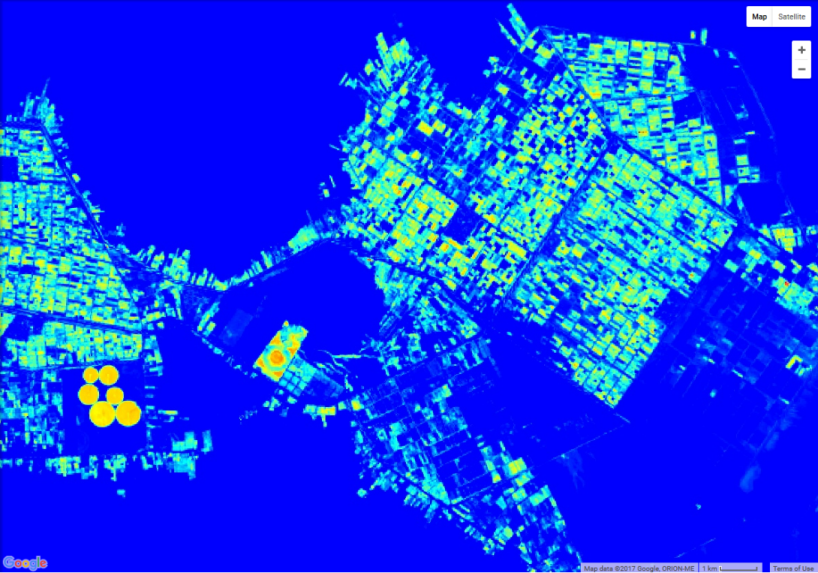 Map Satellite
+
−
Google
Map data ©2017 Google, ORION-ME 1 km Terms of Use